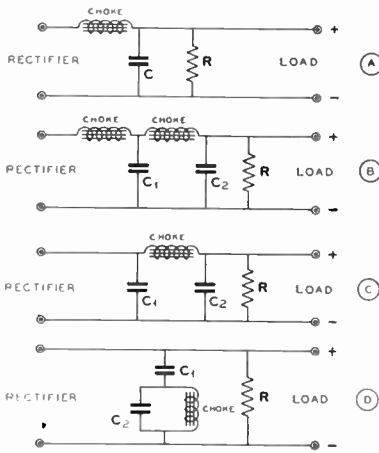 CHOKE
+
RECTIFIER C R LOAD A
-
CHOKE CHOKE
+
RECTIFIER C1 C2 R LOAD B
-
CHOKE
+
RECTIFIER C1 C2 R LOAD C
-
+
C1
RECTIFIER C2 CHOKE R LOAD D
-